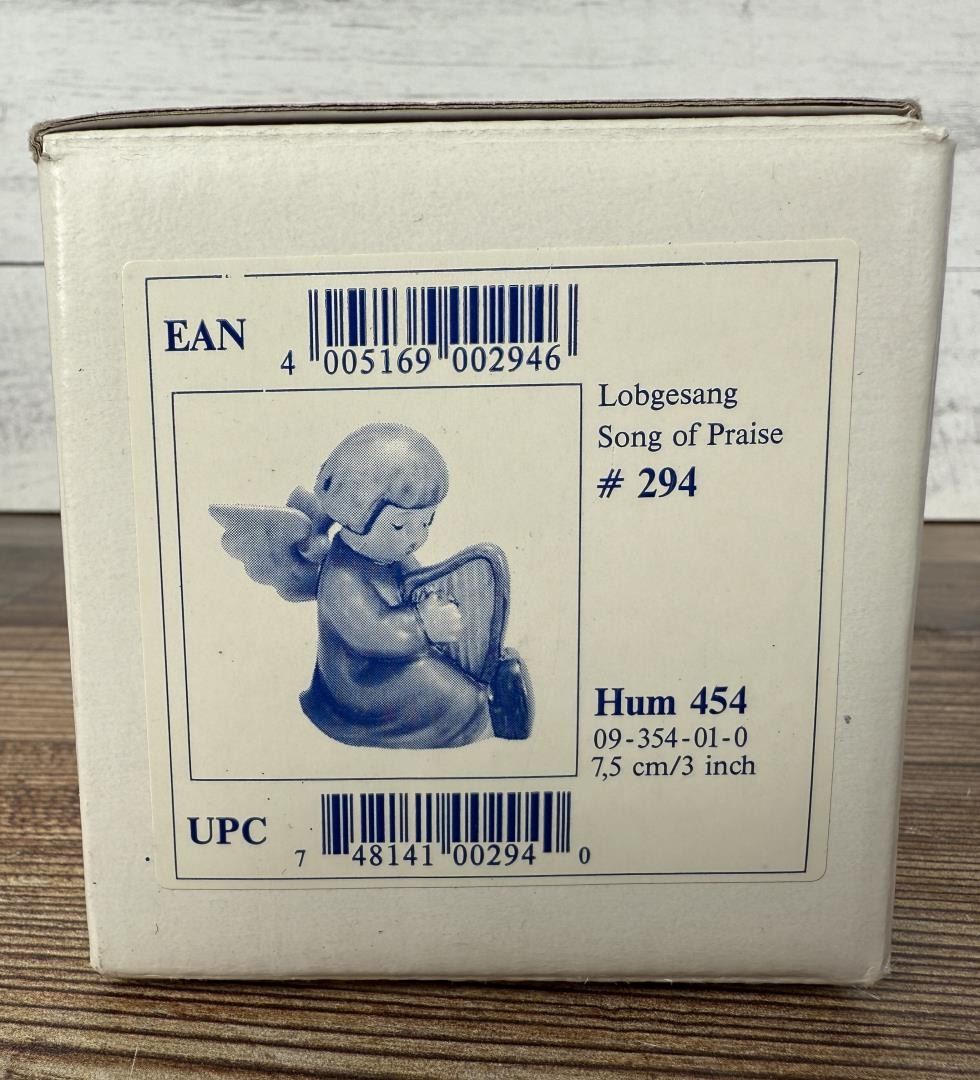 EAN
4 005169 002946
Lobgesang
Song of Praise
# 294
Hum 454
09-354-01-0
7,5 cm/3 inch
UPC
7 48141 00294 0